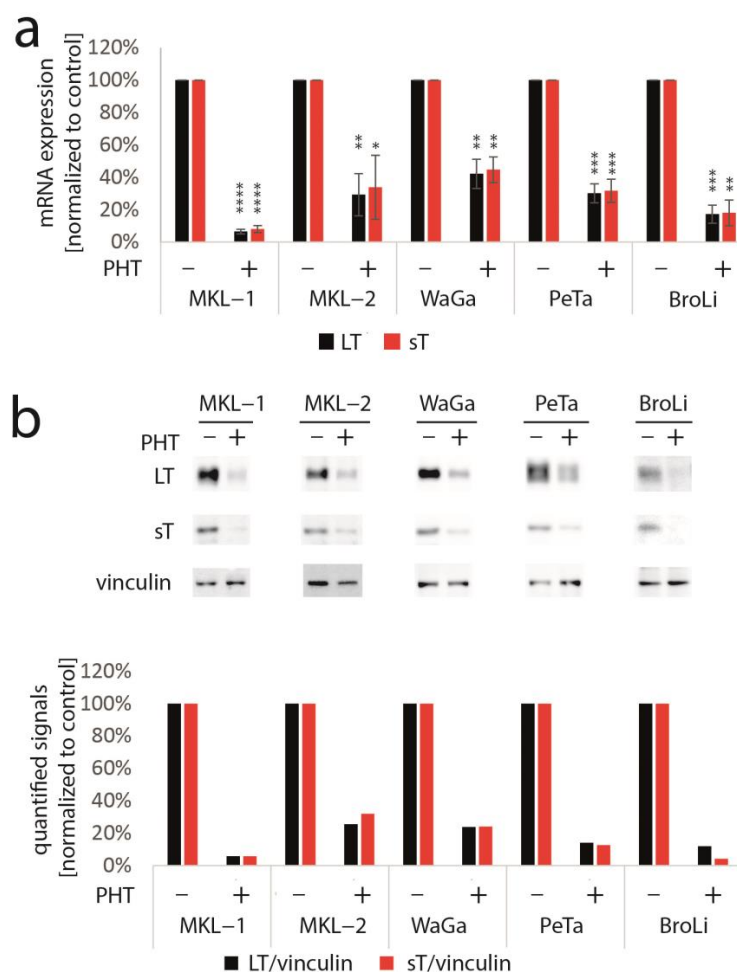 a
mRNA expression
[normalized to control]
120%
100%
80%
60%
40%
20%
0%
**** ****
** *
** **
*** ***
*** **
PHT − + − + − + − + − +
MKL−1 MKL−2 WaGa PeTa BroLi
LT sT
b
MKL−1 MKL−2 WaGa PeTa BroLi
PHT − + − + − + − + − +
LT
sT
vinculin
quantified signals
[normalized to control]
120%
100%
80%
60%
40%
20%
0%
PHT − + − + − + − + − +
MKL−1 MKL−2 WaGa PeTa BroLi
LT/vinculin sT/vinculin